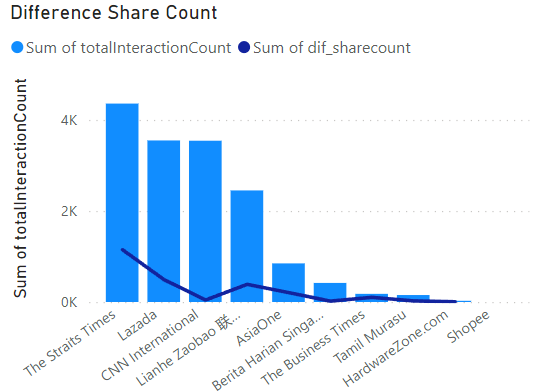 Difference Share Count
Sum of totalInteractionCount Sum of dif_sharecount
Sum of totalInteractionCount
4K
2K
0K
The Straits Times
Lazada
CNN International
Lianhe Zaobao 联...
AsiaOne
Berita Harian Singa...
The Business Times
Tamil Murasu
HardwareZone.com
Shopee